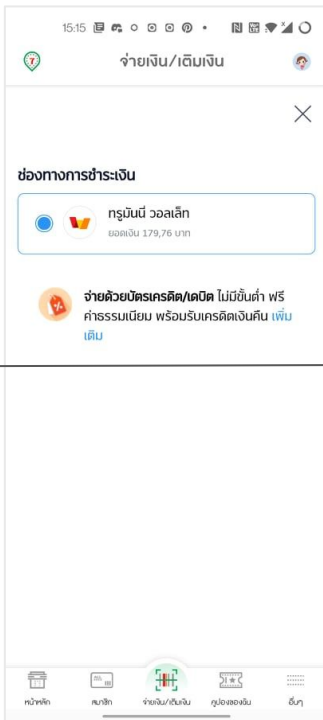 15:15
7
จ่ายเงิน/เติมเงิน
ช่องทางการชำระเงิน
ทรูมันนี่ วอลเล็ท
ยอดเงิน 179,76 บาท
จ่ายด้วยบัตรเครดิต/เดบิต ไม่มีขั้นต่ำ ฟรี
ค่าธรรมเนียม พร้อมรับเครดิตเงินคืน เพิ่ม
เติม
หน้าหลัก สมาชิก จ่ายเงิน/เติมเงิน คูปองของฉัน อื่นๆ